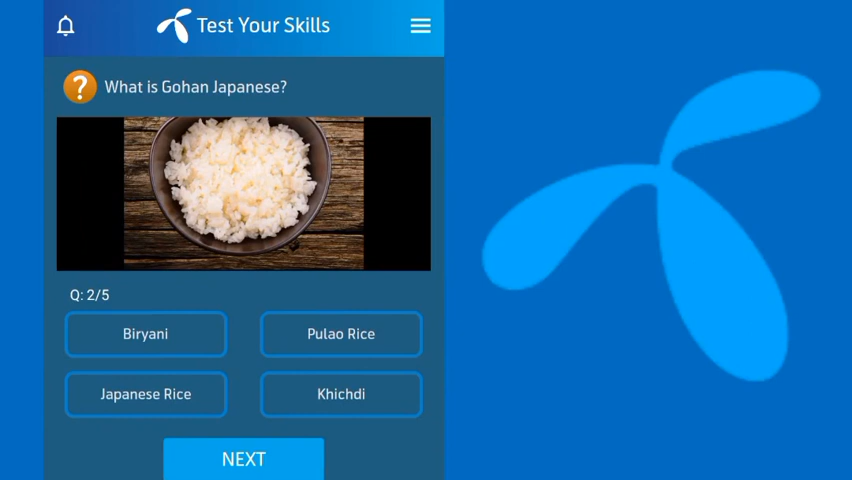 Test Your Skills
What is Gohan Japanese?
Q: 2/5
Biryani
Pulao Rice
Japanese Rice
Khichdi
NEXT